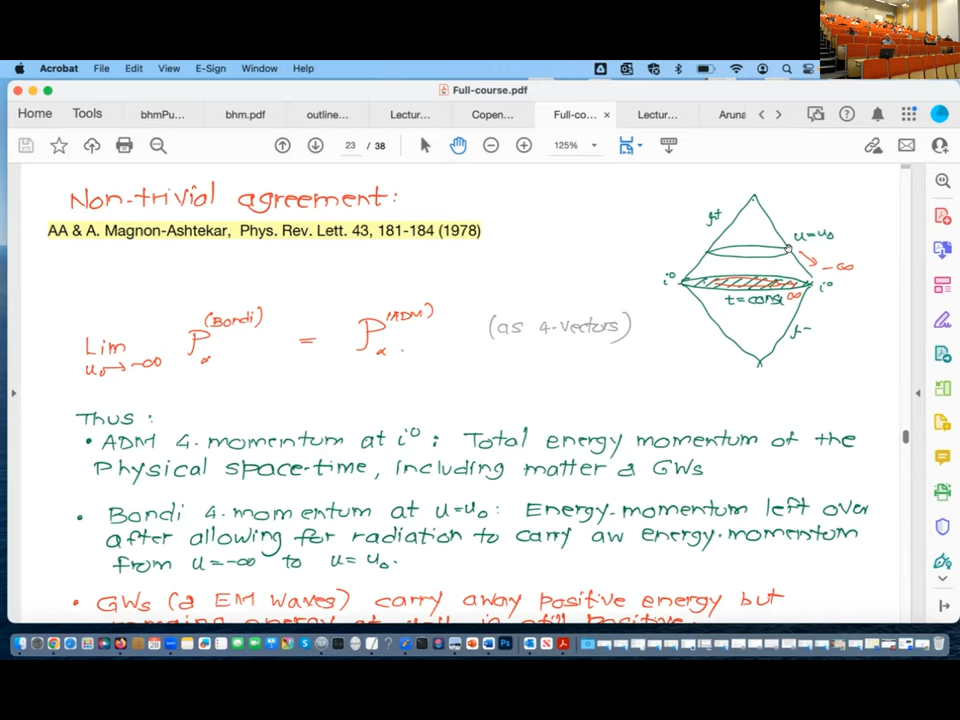 Acrobat File Edit View E-Sign Window Help
Full-course.pdf
Home Tools bhmPu... bhm.pdf outline... Lectur... Copen... Full-co... × Lectur... Aruna
23 / 38 125%
Non-trivial agreement:
AA & A. Magnon-Ashtekar, Phys. Rev. Lett. 43, 181-184 (1978)
u=u₀
-∞
i⁰ i⁰
t=const ∞
Lim u₀→-∞ P_α^(Bondi) = P_α^(ADM) (as 4-vectors)
Thus:
• ADM 4-momentum at i⁰: Total energy momentum of the
Physical space-time, including matter & GWs
• Bondi 4-momentum at u=u₀: Energy-momentum left over
after allowing for radiation to carry aw energy-momentum
from u=-∞ to u=u₀.
• GWs (& EM waves) carry away positive energy but